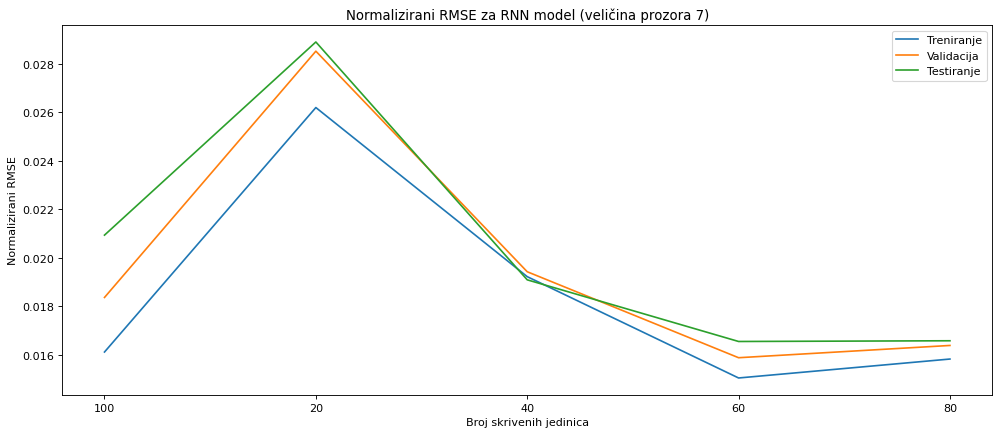 Normalizirani RMSE za RNN model (veličina prozora 7)
Treniranje
Validacija
Testiranje
Normalizirani RMSE
0.028
0.026
0.024
0.022
0.020
0.018
0.016
100 20 40 60 80
Broj skrivenih jedinica